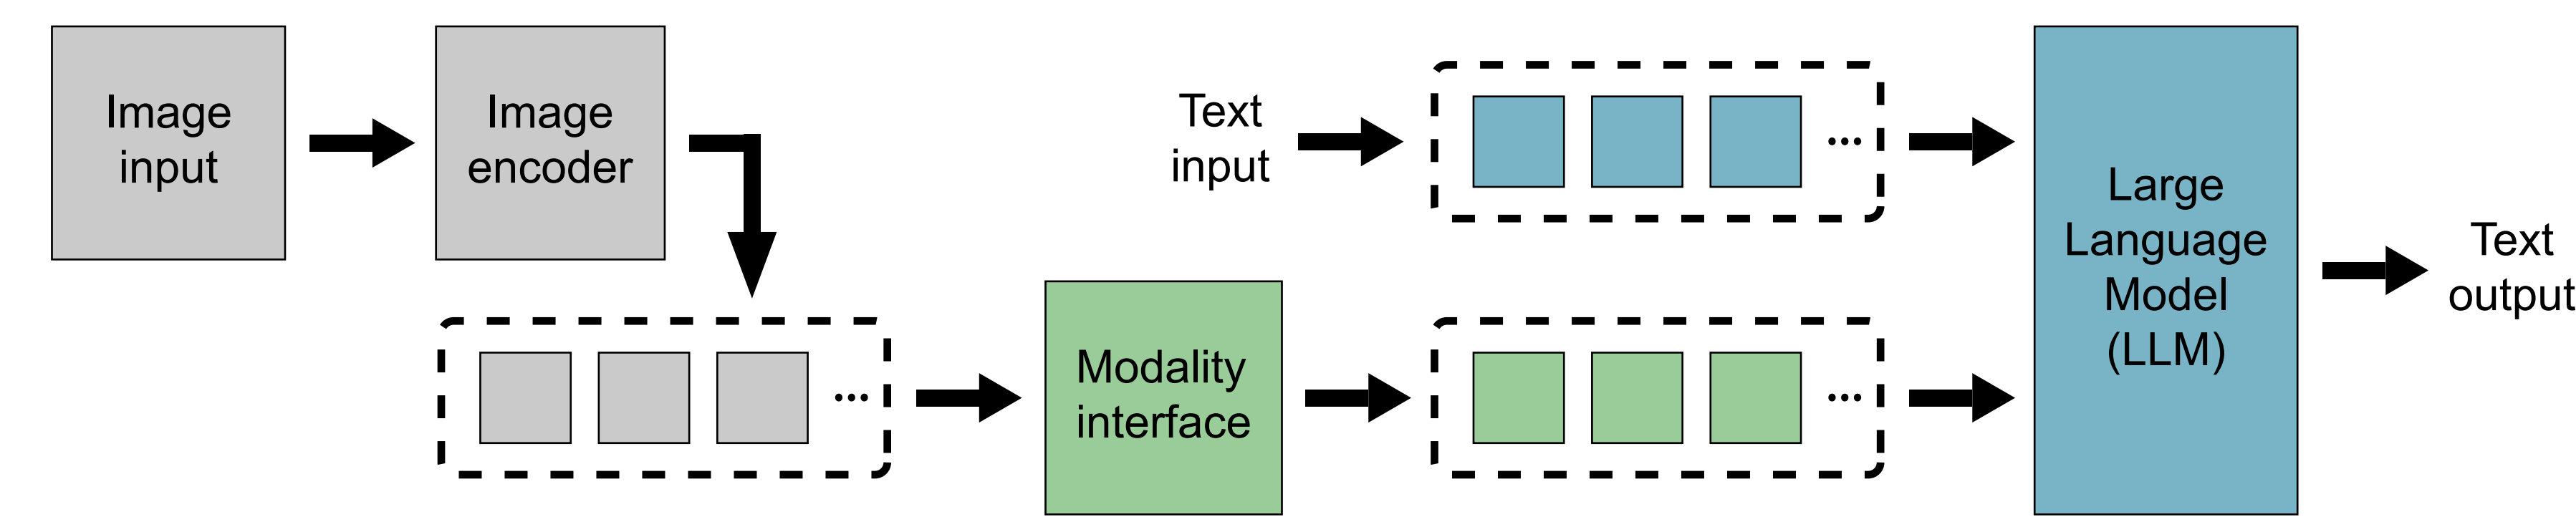 Image
input
Image
encoder
Text
input
...
Large
Language
Model
(LLM)
Text
output
...
Modality
interface
...